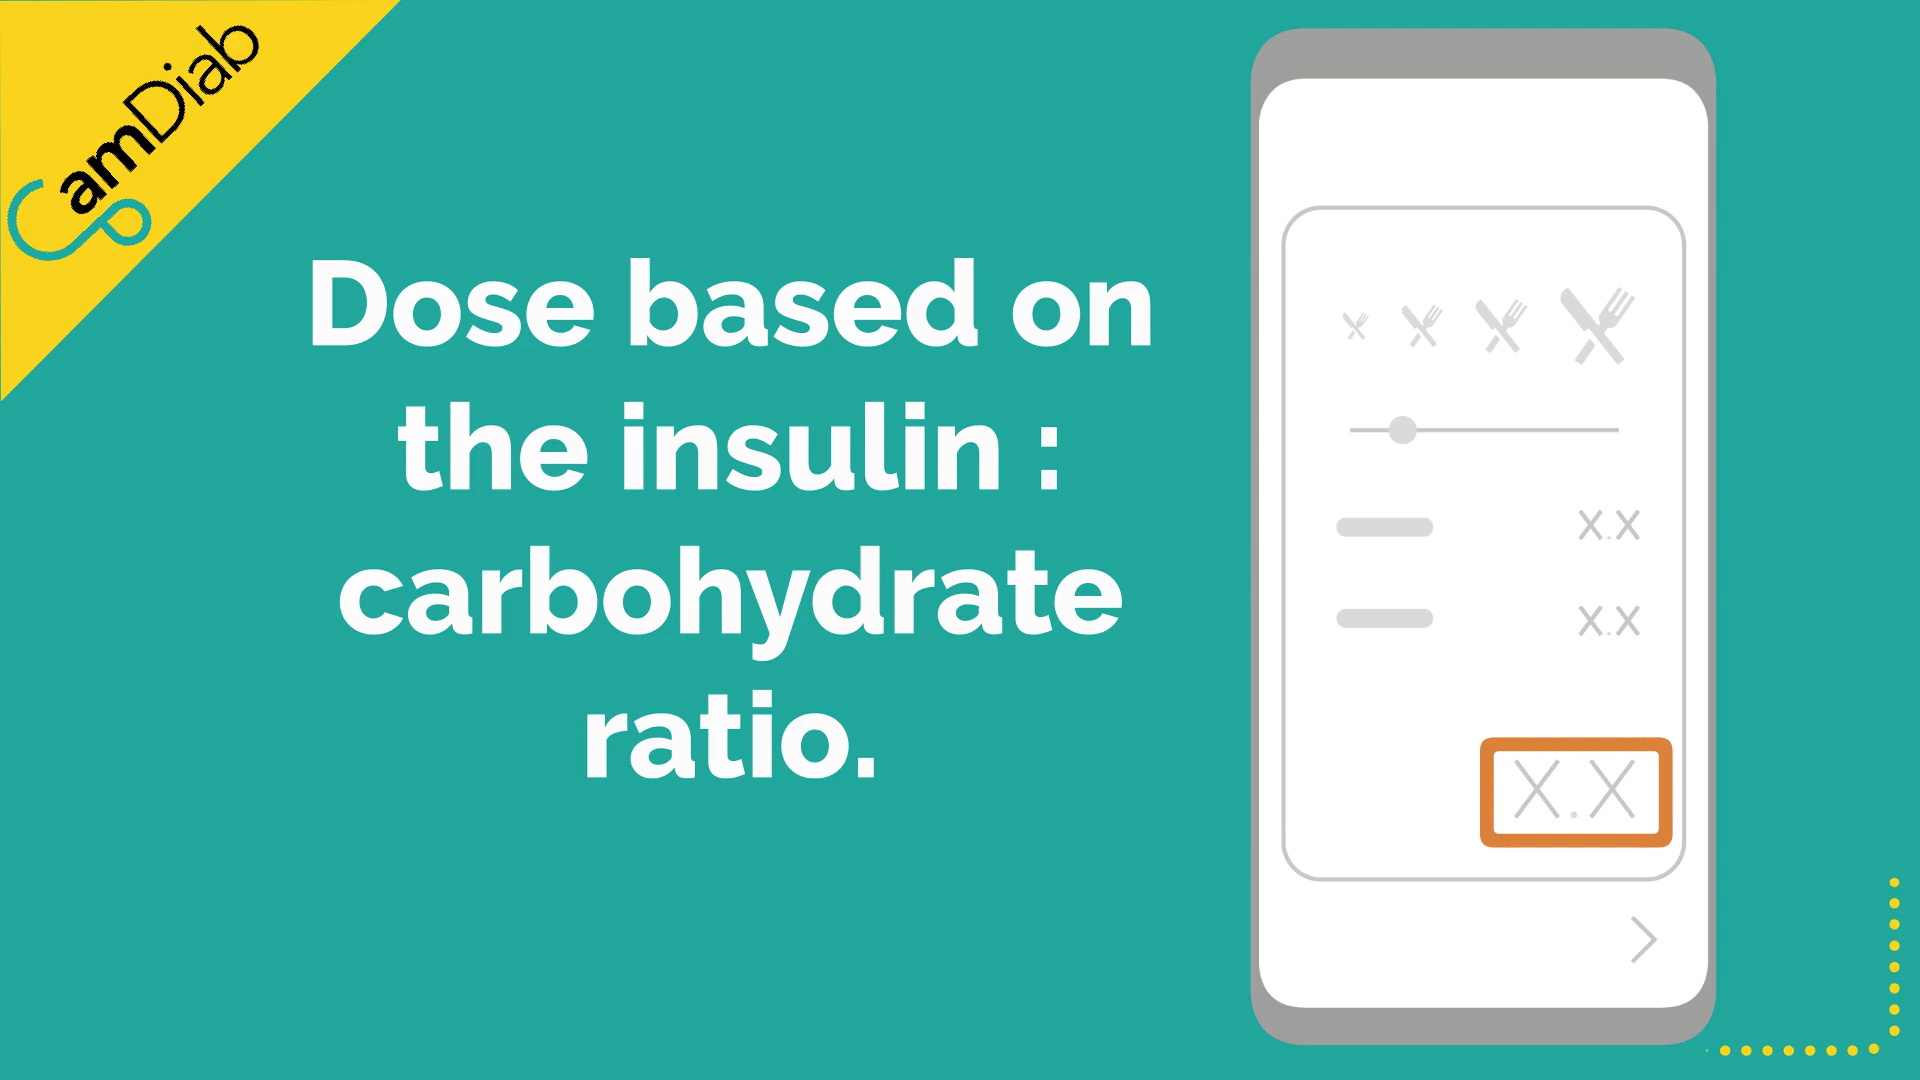 CamDiab
Dose based on
the insulin :
carbohydrate
ratio.
X.X
X.X
X.X